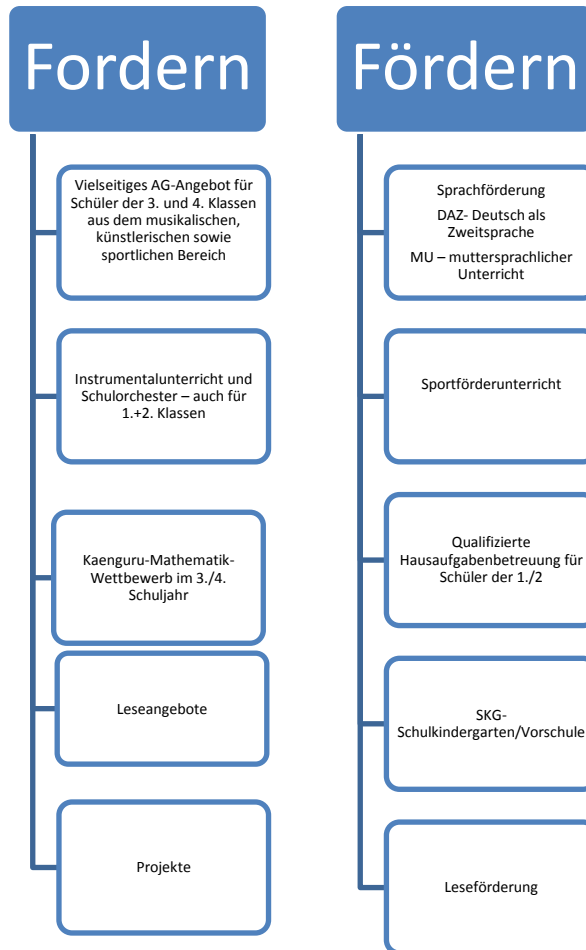 Fordern
Vielseitiges AG-Angebot für
Schüler der 3. und 4. Klassen
aus dem musikalischen,
künstlerischen sowie
sportlichen Bereich
Instrumentalunterricht und
Schulorchester – auch für
1.+2. Klassen
Kaenguru-Mathematik-
Wettbewerb im 3./4.
Schuljahr
Leseangebote
Projekte
Fördern
Sprachförderung
DAZ- Deutsch als
Zweitsprache
MU – muttersprachlicher
Unterricht
Sportförderunterricht
Qualifizierte
Hausaufgabenbetreuung für
Schüler der 1./2
SKG-
Schulkindergarten/Vorschule
Leseförderung